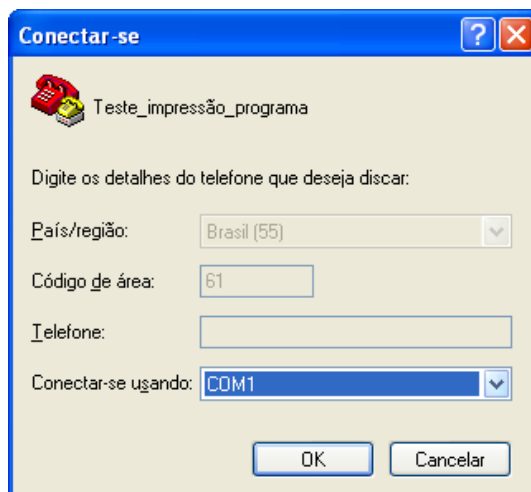 Conectar-se
Teste_impressão_programa
Digite os detalhes do telefone que deseja discar:
País/região: Brasil (55)
Código de área: 61
Telefone:
Conectar-se usando: COM1
OK Cancelar